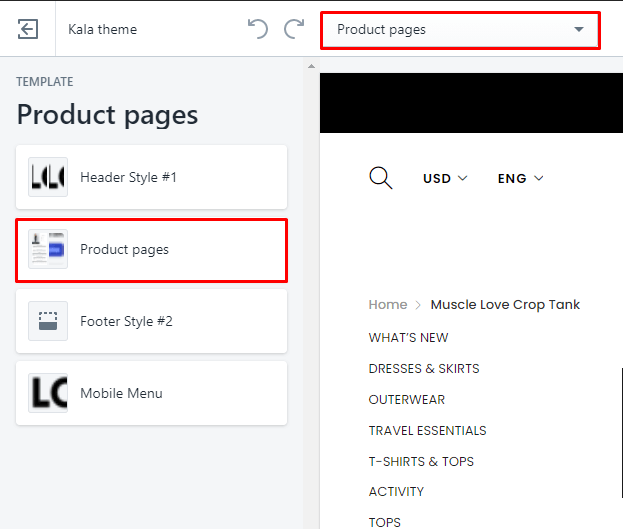 Kala theme
Product pages
TEMPLATE
Product pages
Header Style #1
Product pages
Footer Style #2
Mobile Menu
USD
ENG
Home > Muscle Love Crop Tank
WHAT'S NEW
DRESSES & SKIRTS
OUTERWEAR
TRAVEL ESSENTIALS
T-SHIRTS & TOPS
ACTIVITY
TOPS